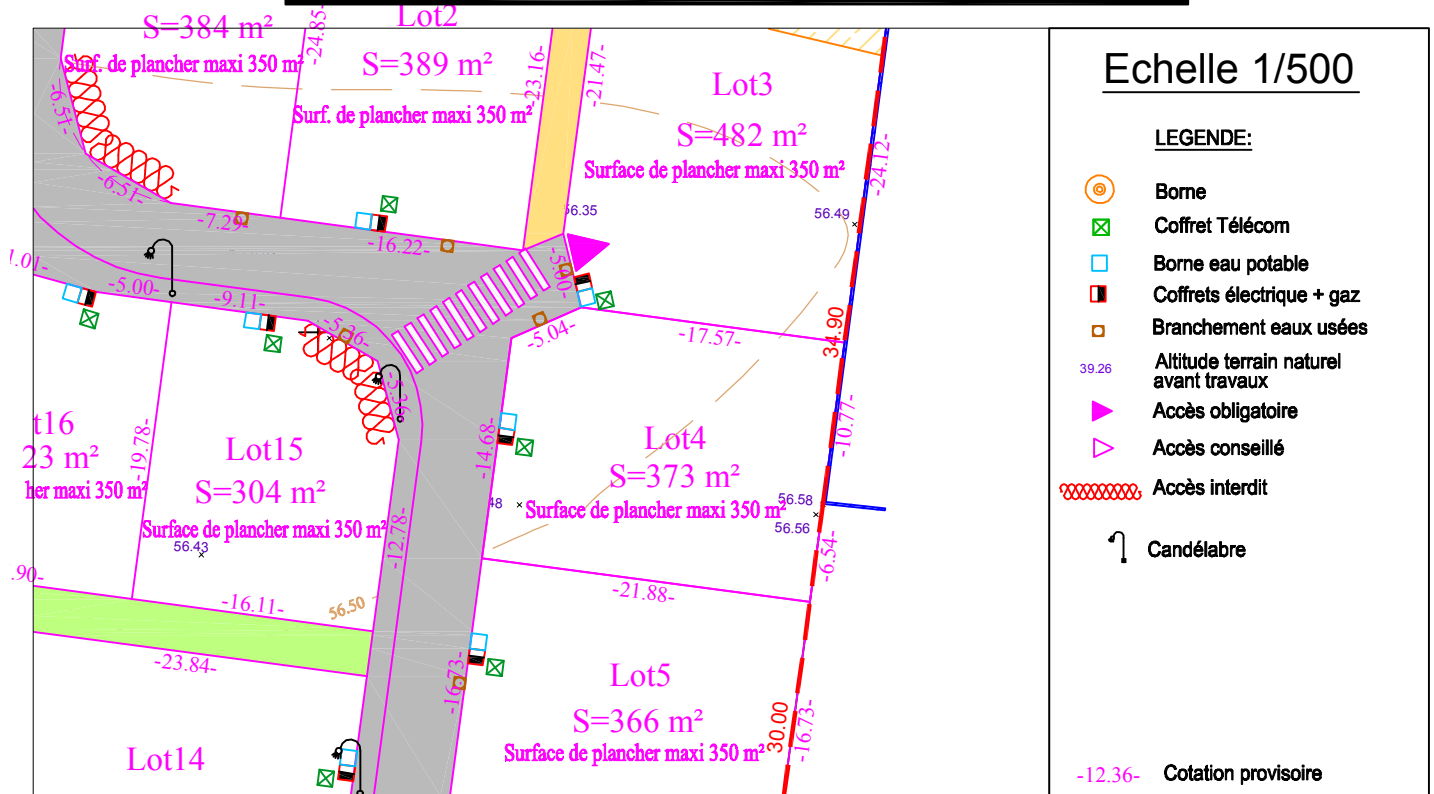 S=384 m²
Surf. de plancher maxi 350 m²
-24.85-
Lot2
S=389 m²
Surf. de plancher maxi 350 m²
-23.16-
-21.47-
Lot3
S=482 m²
Surface de plancher maxi 350 m²
-24.12-
-6.51-
-6.51-
-7.29-
-16.22-
56.35
56.49
-5.00-
-5.00-
-9.11-
-5.36-
-5.36-
-5.04-
-17.57-
34.90
-10.77-
t16
23 m²
her maxi 350 m²
-19.78-
Lot15
S=304 m²
Surface de plancher maxi 350 m²
56.43
-12.78-
-14.68-
Lot4
S=373 m²
Surface de plancher maxi 350 m²
48
56.58
56.56
-6.54-
.90-
-16.11-
56.50
-21.88-
-23.84-
-16.73-
Lot5
S=366 m²
Surface de plancher maxi 350 m²
30.00
-16.73-
Lot14
Echelle 1/500
LEGENDE:
Borne
Coffret Télécom
Borne eau potable
Coffrets électrique + gaz
Branchement eaux usées
39.26
Altitude terrain naturel
avant travaux
Accès obligatoire
Accès conseillé
Accès interdit
Candélabre
-12.36-
Cotation provisoire